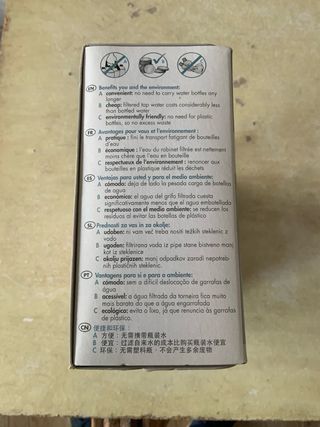 EN Benefits you and the environment:
A convenient: no need to carry water bottles any
longer
B cheap: filtered tap water costs considerably less
than bottled water
C environmentally friendly: no need for plastic
bottles, so no excess waste
FR Avantages pour vous et l'environnement :
A pratique : fini le transport fatigant de bouteilles
d'eau
B économique : l'eau du robinet filtrée est nettement
moins chère que l'eau en bouteille
C respectueux de l'environnement : renoncer aux
bouteilles en plastique réduit les déchets
ES Ventajas para usted y para el medio ambiente:
A cómodo: deja de lado la pesada carga de botellas
de agua
B económico: el agua del grifo filtrada cuesta
significativamente menos que el agua embotellada
C respetuoso con el medio ambiente: se reducen los
residuos al evitar las botellas de plástico
SL Prednosti za vas in za okolje:
A udoben: ni vam več treba nositi težkih steklenic z
vodo
B ugoden: filtrirana voda iz pipe stane bistveno manj
kot iz steklenice
C okolju prijazen: manj odpadkov zaradi nepotreb-
nih plastičnih steklenic.
PT Vantagens para si e para o ambiente:
A cómodo: sem a difícil deslocação de garrafas de
água
B acessível: a água filtrada da torneira fica muito
mais barata do que a água engarrafada
C ecológico: evita o lixo, já que renuncia às garrafas
de plástico.
CN 便捷和环保：
A 方便：无需携带瓶装水
B 便宜：过滤自来水的成本比购买瓶装水便宜
C 环保：无需塑料瓶，不会产生多余废物